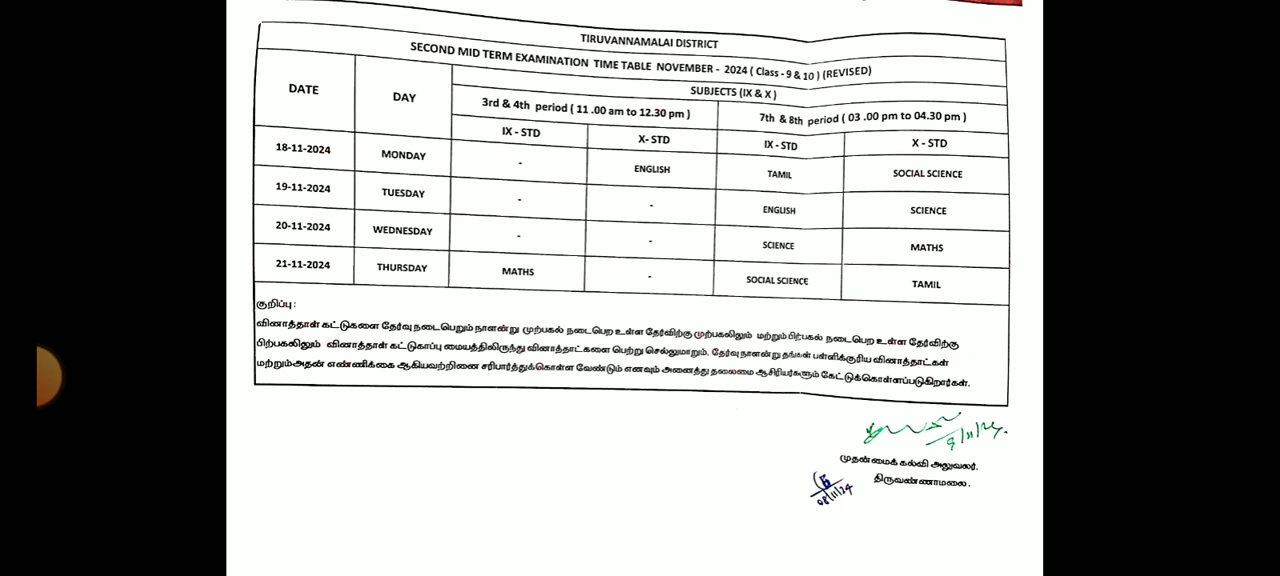 TIRUVANNAMALAI DISTRICT
SECOND MID TERM EXAMINATION TIME TABLE NOVEMBER - 2024 ( Class - 9 & 10 ) (REVISED)
DATE DAY SUBJECTS (IX & X )
3rd & 4th period ( 11 .00 am to 12.30 pm ) 7th & 8th period ( 03 .00 pm to 04.30 pm )
IX - STD X- STD IX - STD X - STD
18-11-2024 MONDAY - ENGLISH TAMIL SOCIAL SCIENCE
19-11-2024 TUESDAY - - ENGLISH SCIENCE
20-11-2024 WEDNESDAY - - SCIENCE MATHS
21-11-2024 THURSDAY MATHS - SOCIAL SCIENCE TAMIL
குறிப்பு :
வினாத்தாள் கட்டுகளை தேர்வு நடைபெறும் நாளன்று முற்பகல் நடைபெற உள்ள தேர்விற்கு முற்பகலிலும் மற்றும் பிற்பகல் நடைபெற உள்ள தேர்விற்கு
பிற்பகலிலும் வினாத்தாள் கட்டுகாப்பு மையத்திலிருந்து வினாத்தாட்களை பெற்று செல்லுமாறும். தேர்வு நாளன்று தங்கள் பள்ளிக்குரிய வினாத்தாட்கள்
மற்றும்அதன் எண்ணிக்கை ஆகியவற்றினை சரிபார்த்துக்கொள்ள வேண்டும் எனவும் அனைத்து தலைமை ஆசிரியர்களும் கேட்டுக்கொள்ளப்படுகிறார்கள்.
9/11/24
முதன்மைக் கல்வி அலுவலர்.
திருவண்ணாமலை.
08/11/24